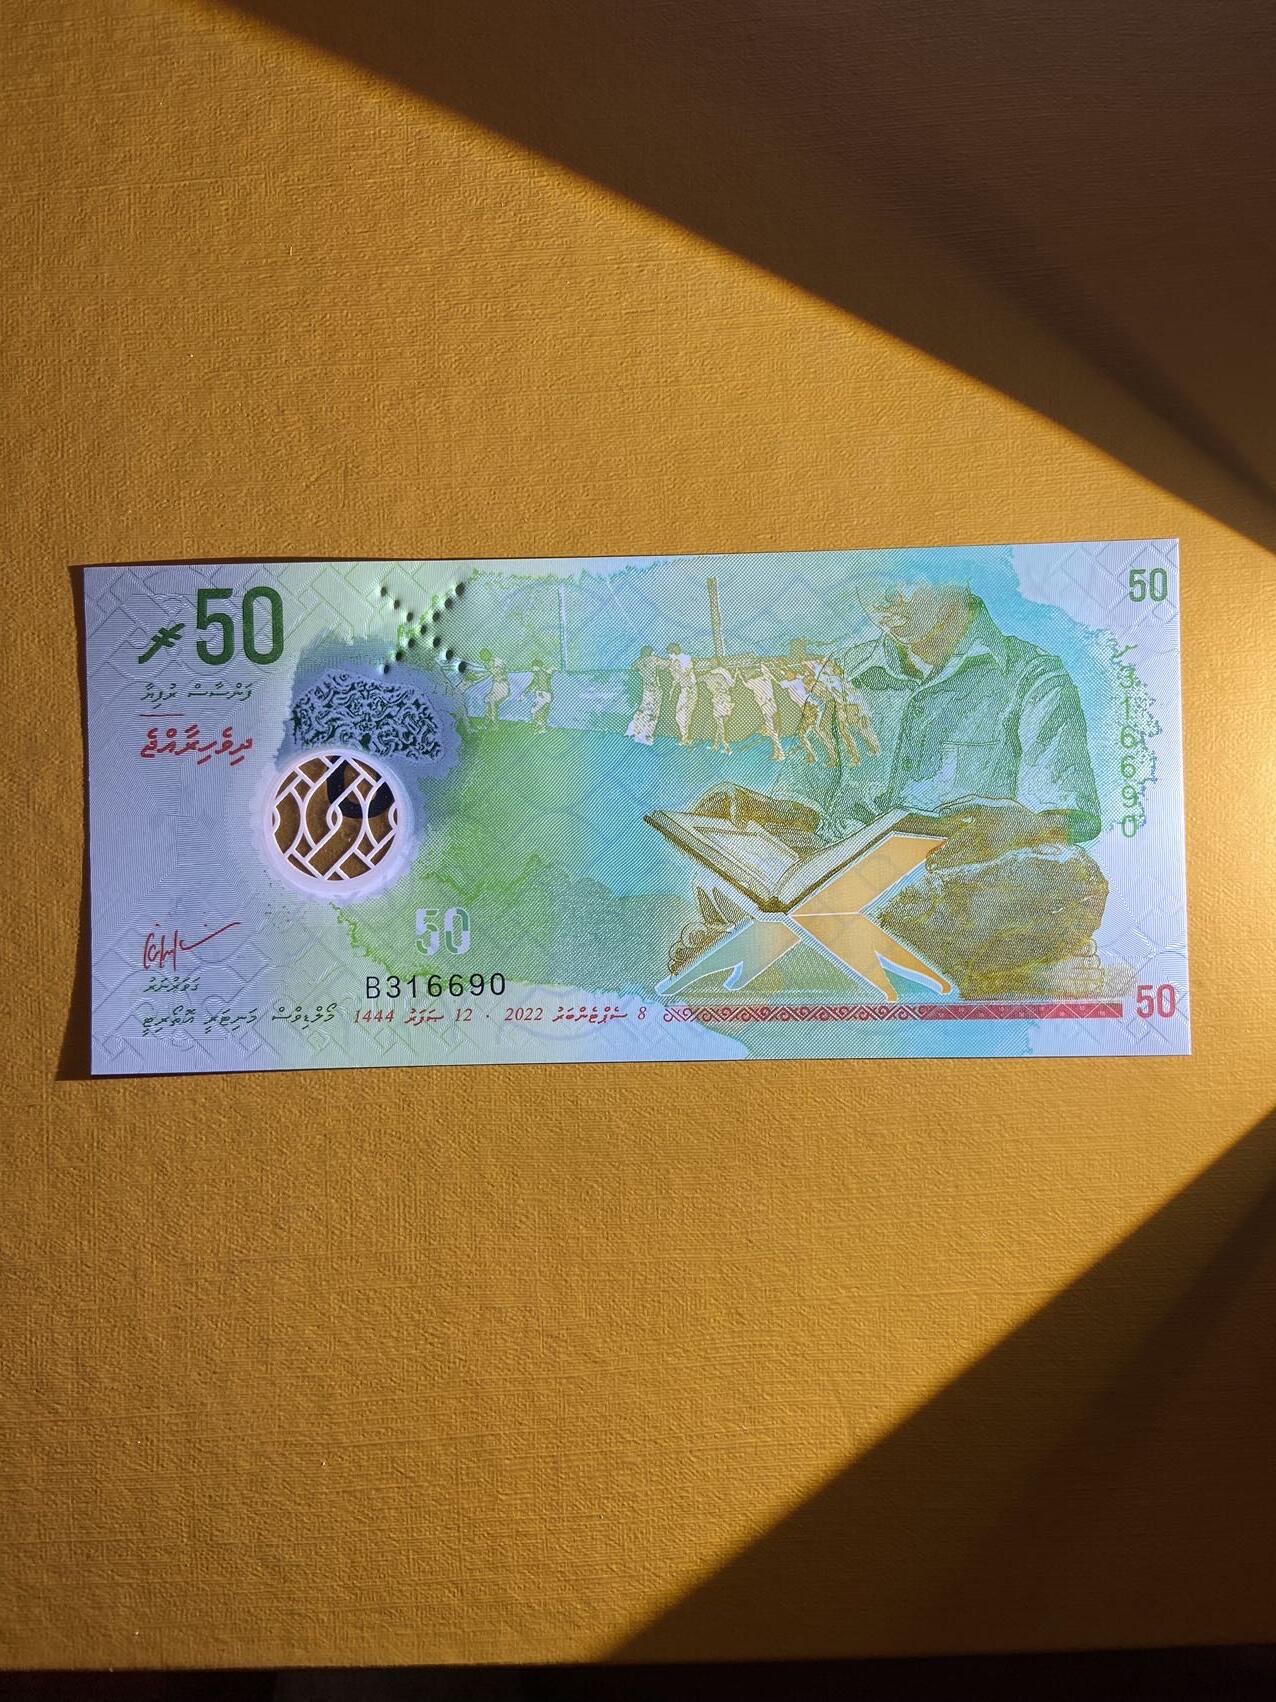 50
50
ފަންސާސް ރުފިޔާ
ދިވެހިރާއްޖެ
316690
50
B316690
ގަވަރުނަރު
މޯލްޑިވްސް މަނިޓަރީ އޮތޯރިޓީ
8 ސެޕްޓެންބަރު 2022 · 12 ޞަފަރު 1444
50